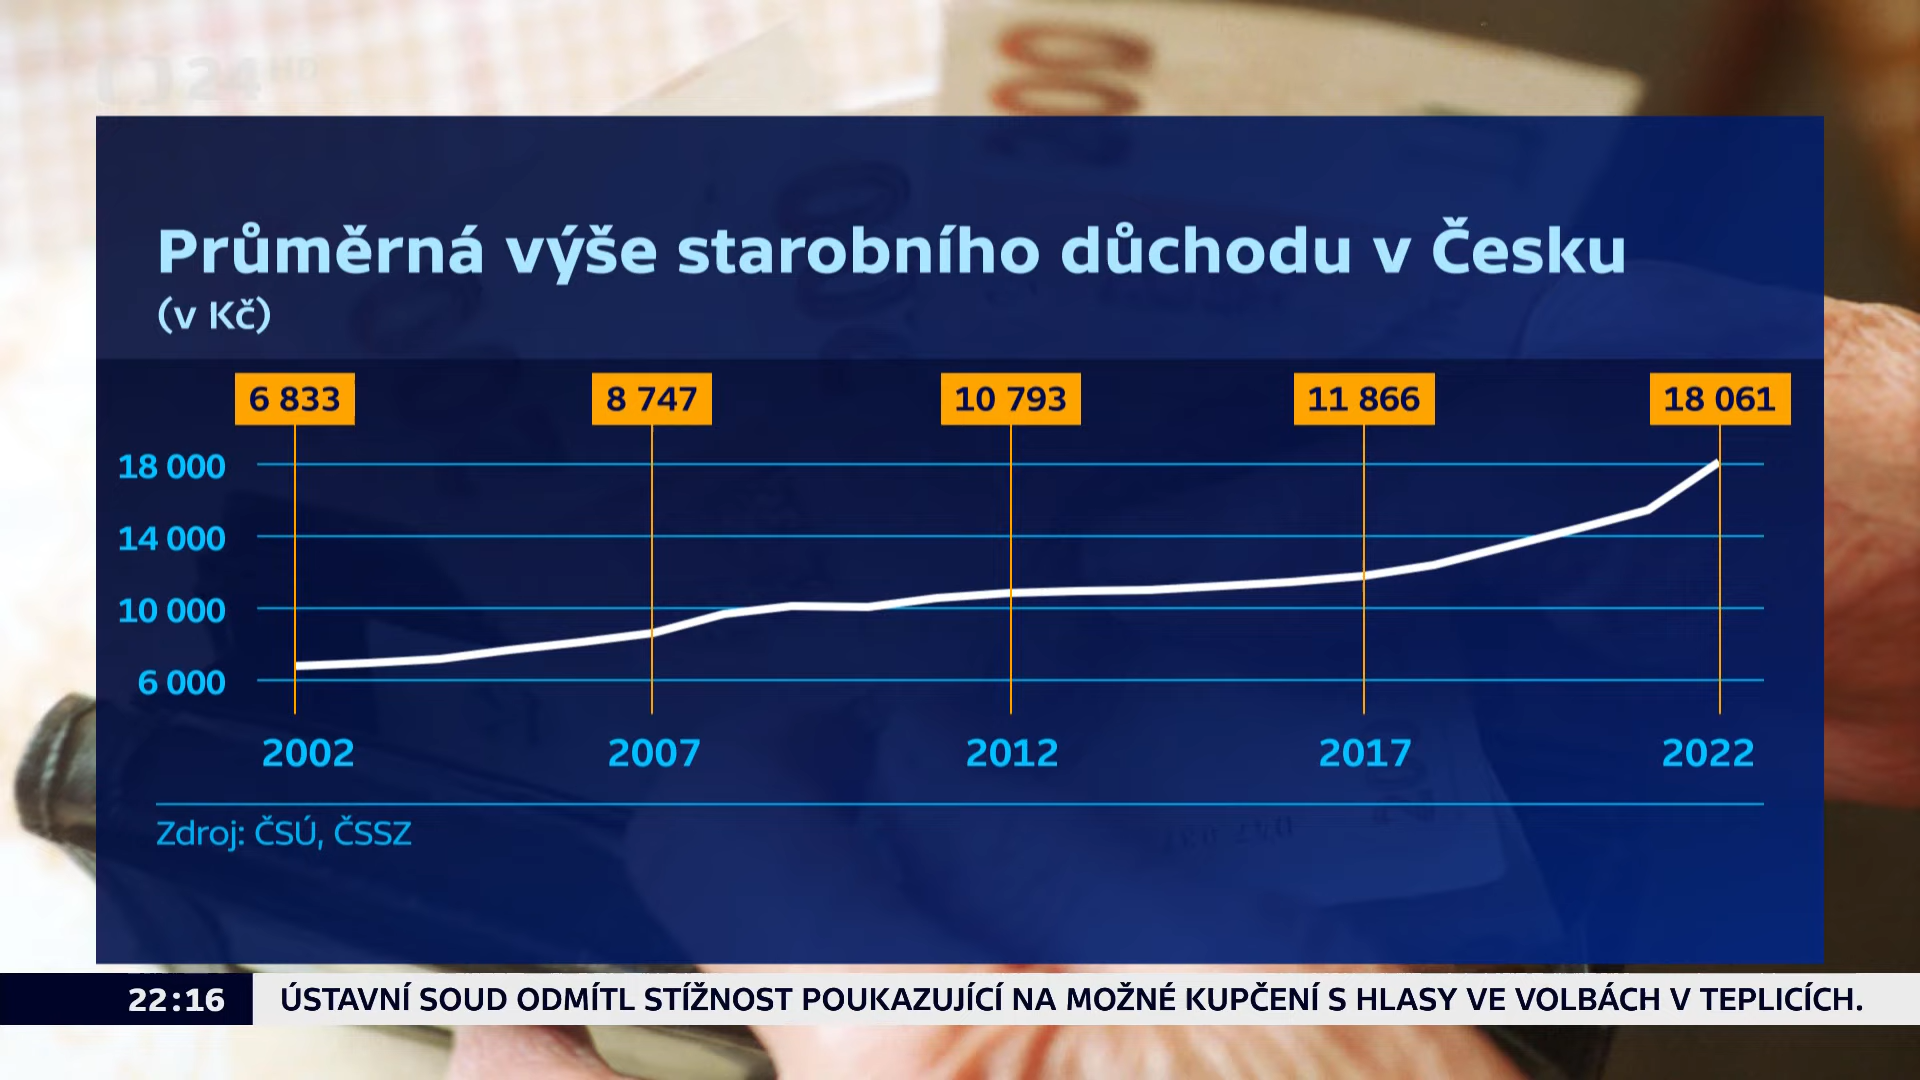 24 HD
Průměrná výše starobního důchodu v Česku
(v Kč)
6 833 8 747 10 793 11 866 18 061
18 000
14 000
10 000
6 000
2002 2007 2012 2017 2022
Zdroj: ČSÚ, ČSSZ
22:16 ÚSTAVNÍ SOUD ODMÍTL STÍŽNOST POUKAZUJÍCÍ NA MOŽNÉ KUPČENÍ S HLASY VE VOLBÁCH V TEPLICÍCH.